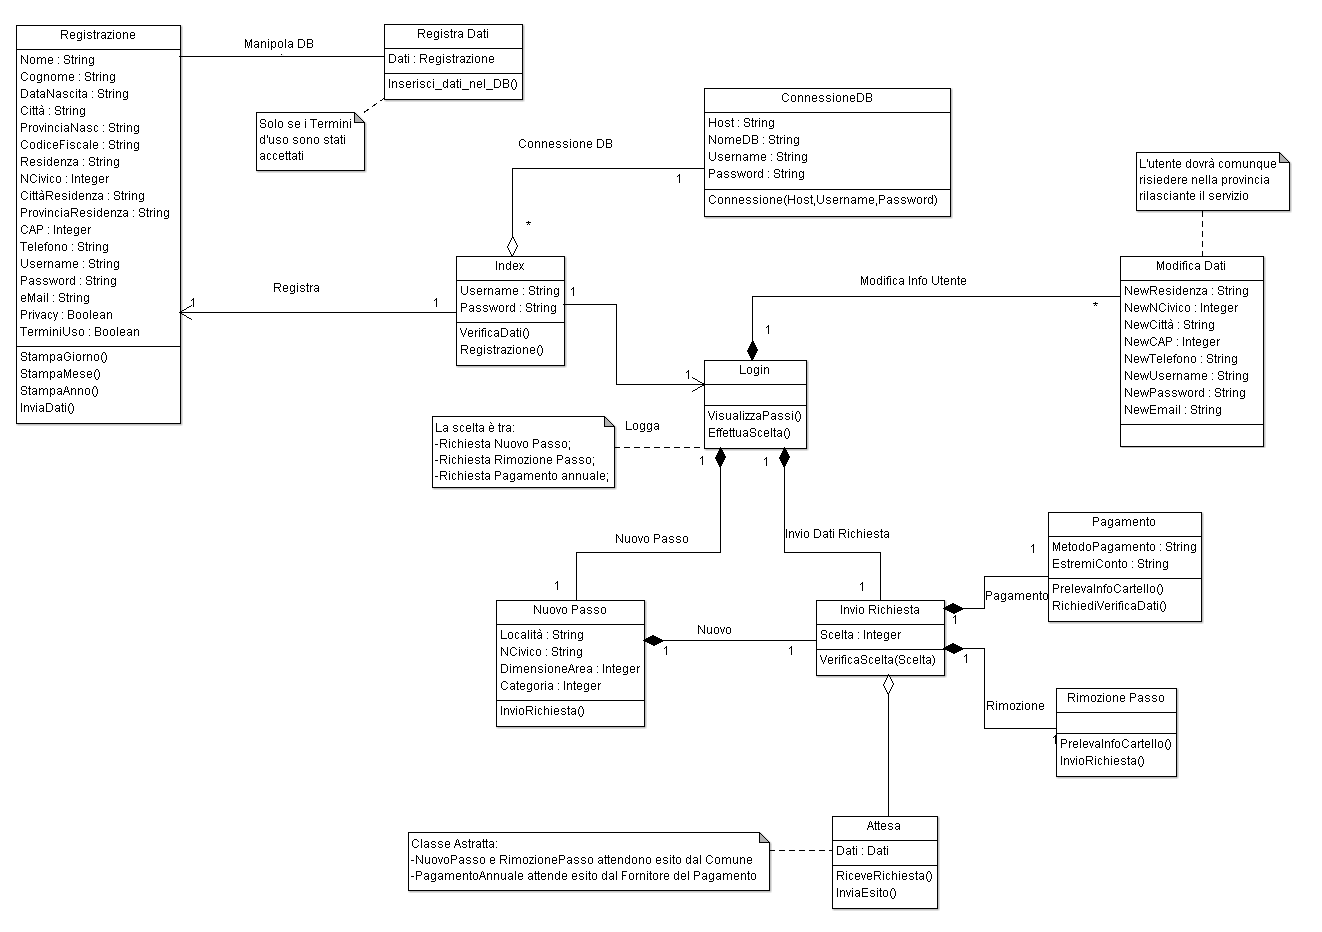 Registrazione
Nome : String
Cognome : String
DataNascita : String
Città : String
ProvinciaNasc : String
CodiceFiscale : String
Residenza : String
NCivico : Integer
CittàResidenza : String
ProvinciaResidenza : String
CAP : Integer
Telefono : String
Username : String
Password : String
eMail : String
Privacy : Boolean
TerminiUso : Boolean
StampaGiorno()
StampaMese()
StampaAnno()
InviaDati()
Manipola DB
Registra Dati
Dati : Registrazione
Inserisci_dati_nel_DB()
Solo se i Termini
d'uso sono stati
accettati
Connessione DB
1
*
ConnessioneDB
Host : String
NomeDB : String
Username : String
Password : String
Connessione(Host,Username,Password)
L'utente dovrà comunque
risiedere nella provincia
rilasciante il servizio
Registra
1
1
Index
Username : String
Password : String
VerificaDati()
Registrazione()
1
1
Logga
Modifica Info Utente
1
*
Modifica Dati
NewResidenza : String
NewNCivico : Integer
NewCittà : String
NewCAP : Integer
NewTelefono : String
NewUsername : String
NewPassword : String
NewEmail : String
Login
VisualizzaPassi()
EffettuaScelta()
La scelta è tra:
-Richiesta Nuovo Passo;
-Richiesta Rimozione Passo;
-Richiesta Pagamento annuale;
1
1
Nuovo Passo
1
Invio Dati Richiesta
1
Pagamento
MetodoPagamento : String
EstremiConto : String
PrelevaInfoCartello()
RichiediVerificaDati()
1
Pagamento
1
Nuovo Passo
Località : String
NCivico : String
DimensioneArea : Integer
Categoria : Integer
InvioRichiesta()
Nuovo
1
1
Invio Richiesta
Scelta : Integer
VerificaScelta(Scelta)
1
Rimozione
1
Rimozione Passo
PrelevaInfoCartello()
InvioRichiesta()
Classe Astratta:
-NuovoPasso e RimozionePasso attendono esito dal Comune
-PagamentoAnnuale attende esito dal Fornitore del Pagamento
Attesa
Dati : Dati
RiceveRichiesta()
InviaEsito()